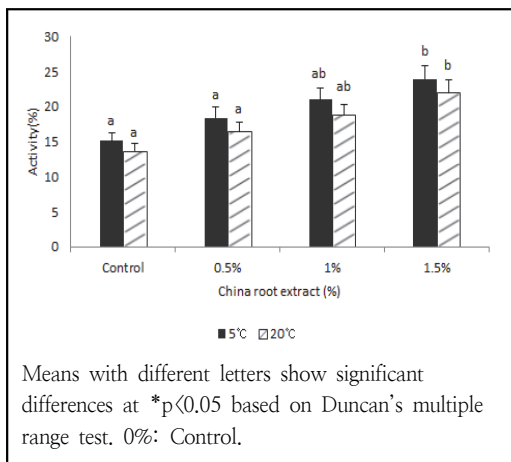 30
25
20
15
10
5
0
Activity(%)
a a a a ab ab b b
Control 0.5% 1% 1.5%
China root extract (%)
■5℃ ▨20℃
Means with different letters show significant
differences at *p<0.05 based on Duncan's multiple
range test. 0%: Control.